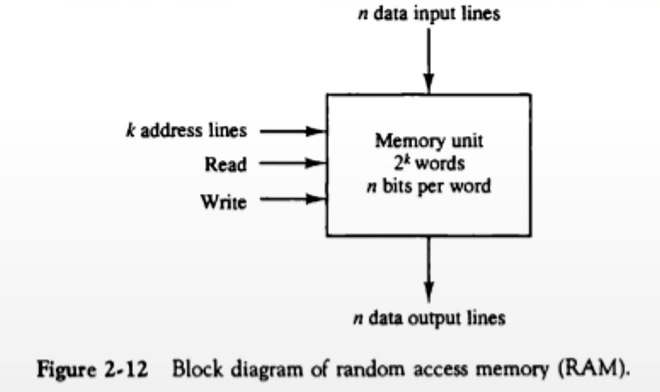 n data input lines
k address lines
Read
Write
Memory unit
2ᵏ words
n bits per word
n data output lines
Figure 2-12 Block diagram of random access memory (RAM).